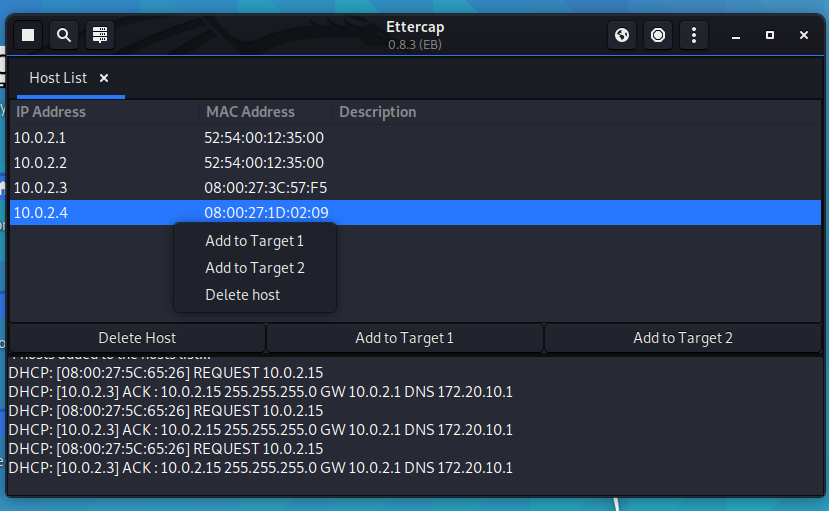 Ettercap
0.8.3 (EB)
Host List
IP Address MAC Address Description
10.0.2.1 52:54:00:12:35:00
10.0.2.2 52:54:00:12:35:00
10.0.2.3 08:00:27:3C:57:F5
10.0.2.4 08:00:27:1D:02:09
Add to Target 1
Add to Target 2
Delete host
Delete Host Add to Target 1 Add to Target 2
hosts added to the hosts list...
DHCP: [08:00:27:5C:65:26] REQUEST 10.0.2.15
DHCP: [10.0.2.3] ACK : 10.0.2.15 255.255.255.0 GW 10.0.2.1 DNS 172.20.10.1
DHCP: [08:00:27:5C:65:26] REQUEST 10.0.2.15
DHCP: [10.0.2.3] ACK : 10.0.2.15 255.255.255.0 GW 10.0.2.1 DNS 172.20.10.1
DHCP: [08:00:27:5C:65:26] REQUEST 10.0.2.15
DHCP: [10.0.2.3] ACK : 10.0.2.15 255.255.255.0 GW 10.0.2.1 DNS 172.20.10.1